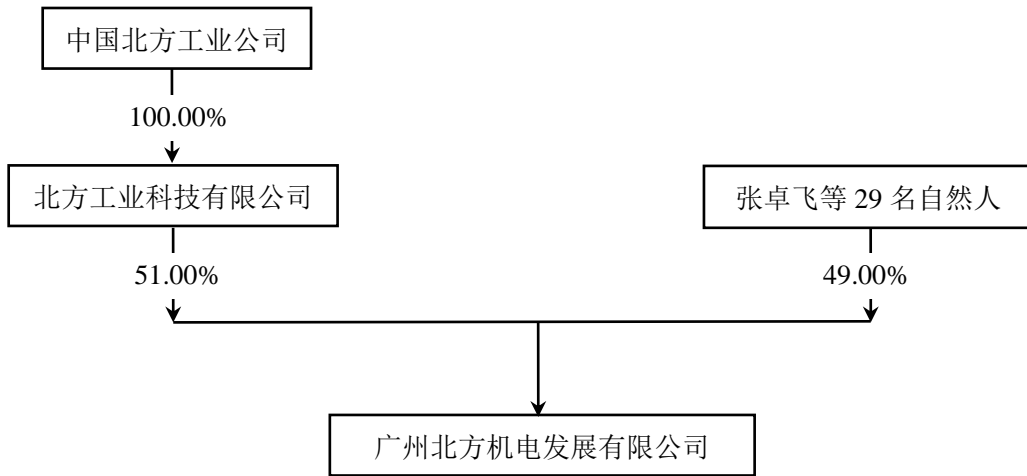 中国北方工业公司
100.00%
北方工业科技有限公司
张卓飞等 29 名自然人
51.00%
49.00%
广州北方机电发展有限公司